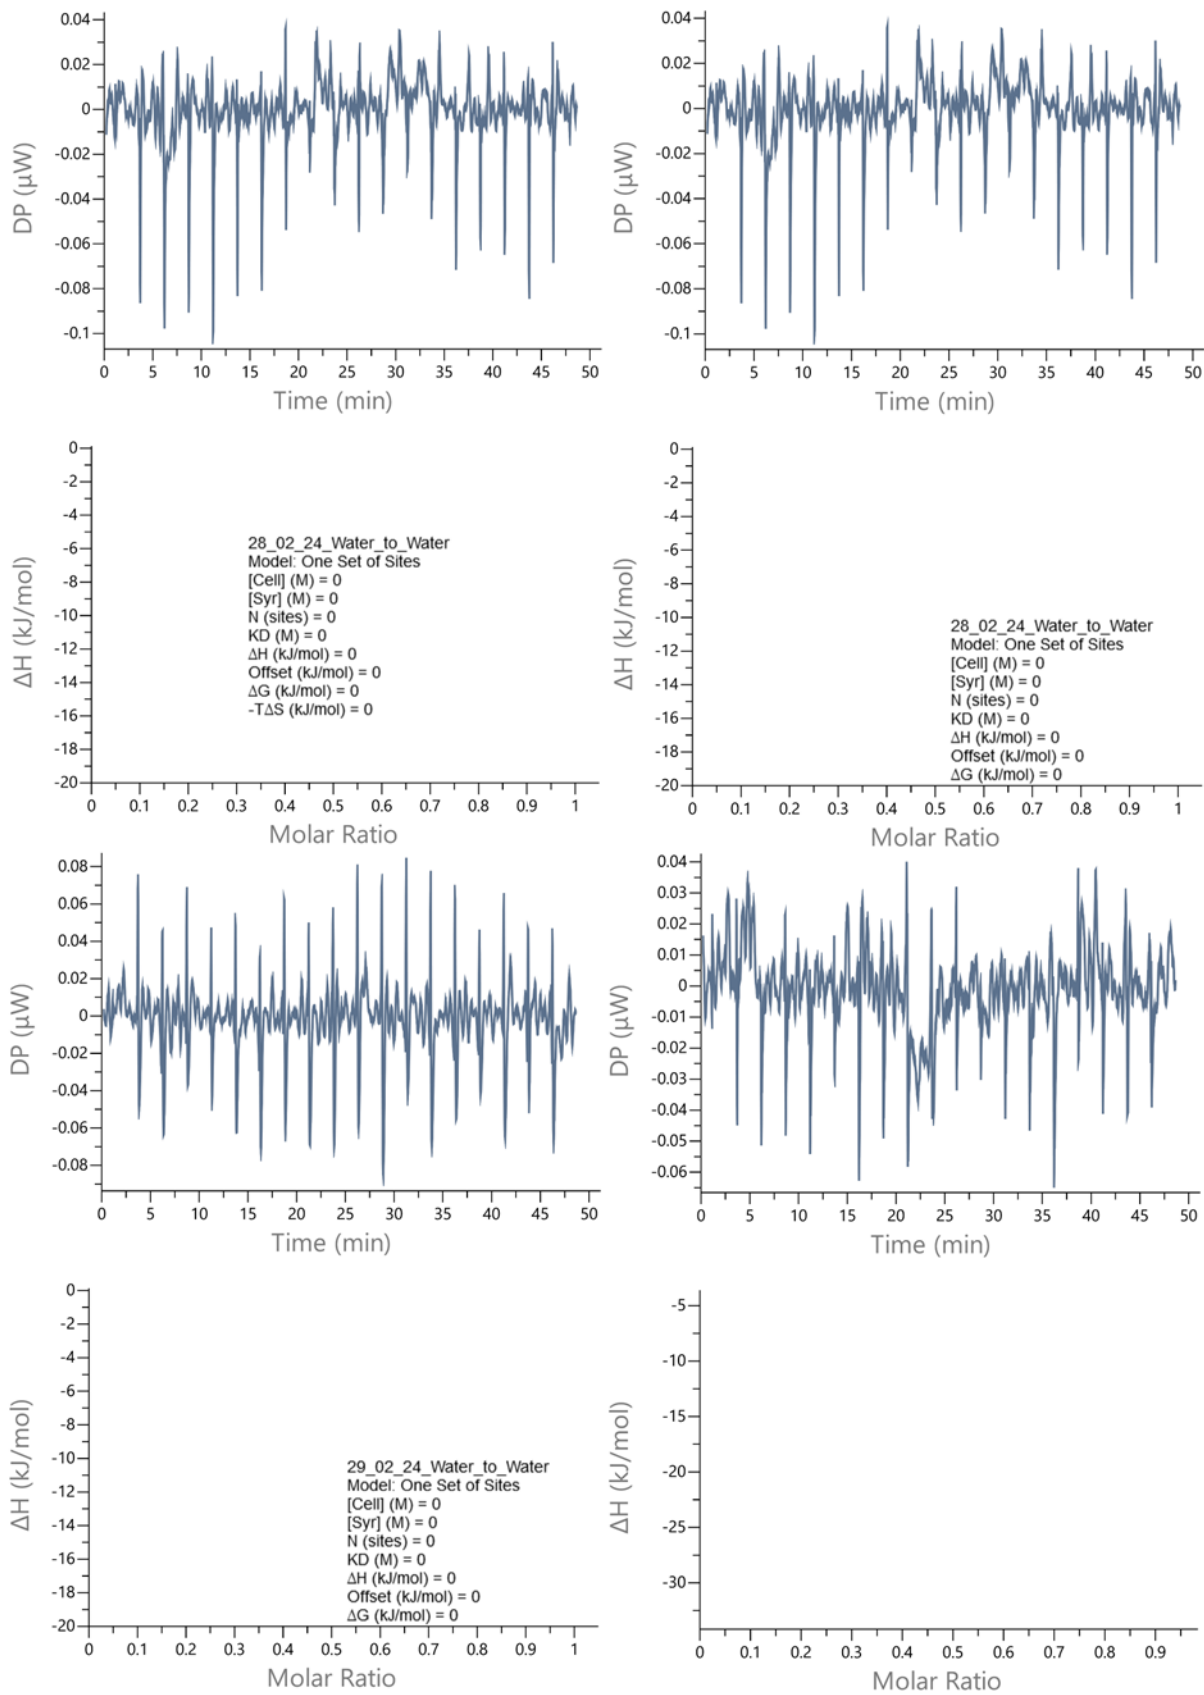 0.04
0.02
0
-0.02
-0.04
-0.06
-0.08
-0.1
DP (μW)
0 5 10 15 20 25 30 35 40 45 50
Time (min)
0.04
0.02
0
-0.02
-0.04
-0.06
-0.08
-0.1
DP (μW)
0 5 10 15 20 25 30 35 40 45 50
Time (min)
0
-2
-4
-6
-8
-10
-12
-14
-16
-18
-20
ΔH (kJ/mol)
28_02_24_Water_to_Water
Model: One Set of Sites
[Cell] (M) = 0
[Syr] (M) = 0
N (sites) = 0
KD (M) = 0
ΔH (kJ/mol) = 0
Offset (kJ/mol) = 0
ΔG (kJ/mol) = 0
-TΔS (kJ/mol) = 0
0 0.1 0.2 0.3 0.4 0.5 0.6 0.7 0.8 0.9 1
Molar Ratio
0
-2
-4
-6
-8
-10
-12
-14
-16
-18
-20
ΔH (kJ/mol)
28_02_24_Water_to_Water
Model: One Set of Sites
[Cell] (M) = 0
[Syr] (M) = 0
N (sites) = 0
KD (M) = 0
ΔH (kJ/mol) = 0
Offset (kJ/mol) = 0
ΔG (kJ/mol) = 0
0 0.1 0.2 0.3 0.4 0.5 0.6 0.7 0.8 0.9 1
Molar Ratio
0.08
0.06
0.04
0.02
0
-0.02
-0.04
-0.06
-0.08
DP (μW)
0 5 10 15 20 25 30 35 40 45 50
Time (min)
0.04
0.03
0.02
0.01
0
-0.01
-0.02
-0.03
-0.04
-0.05
-0.06
DP (μW)
0 5 10 15 20 25 30 35 40 45 50
Time (min)
0
-2
-4
-6
-8
-10
-12
-14
-16
-18
-20
ΔH (kJ/mol)
29_02_24_Water_to_Water
Model: One Set of Sites
[Cell] (M) = 0
[Syr] (M) = 0
N (sites) = 0
KD (M) = 0
ΔH (kJ/mol) = 0
Offset (kJ/mol) = 0
ΔG (kJ/mol) = 0
0 0.1 0.2 0.3 0.4 0.5 0.6 0.7 0.8 0.9 1
Molar Ratio
-5
-10
-15
-20
-25
-30
ΔH (kJ/mol)
0 0.1 0.2 0.3 0.4 0.5 0.6 0.7 0.8 0.9
Molar Ratio